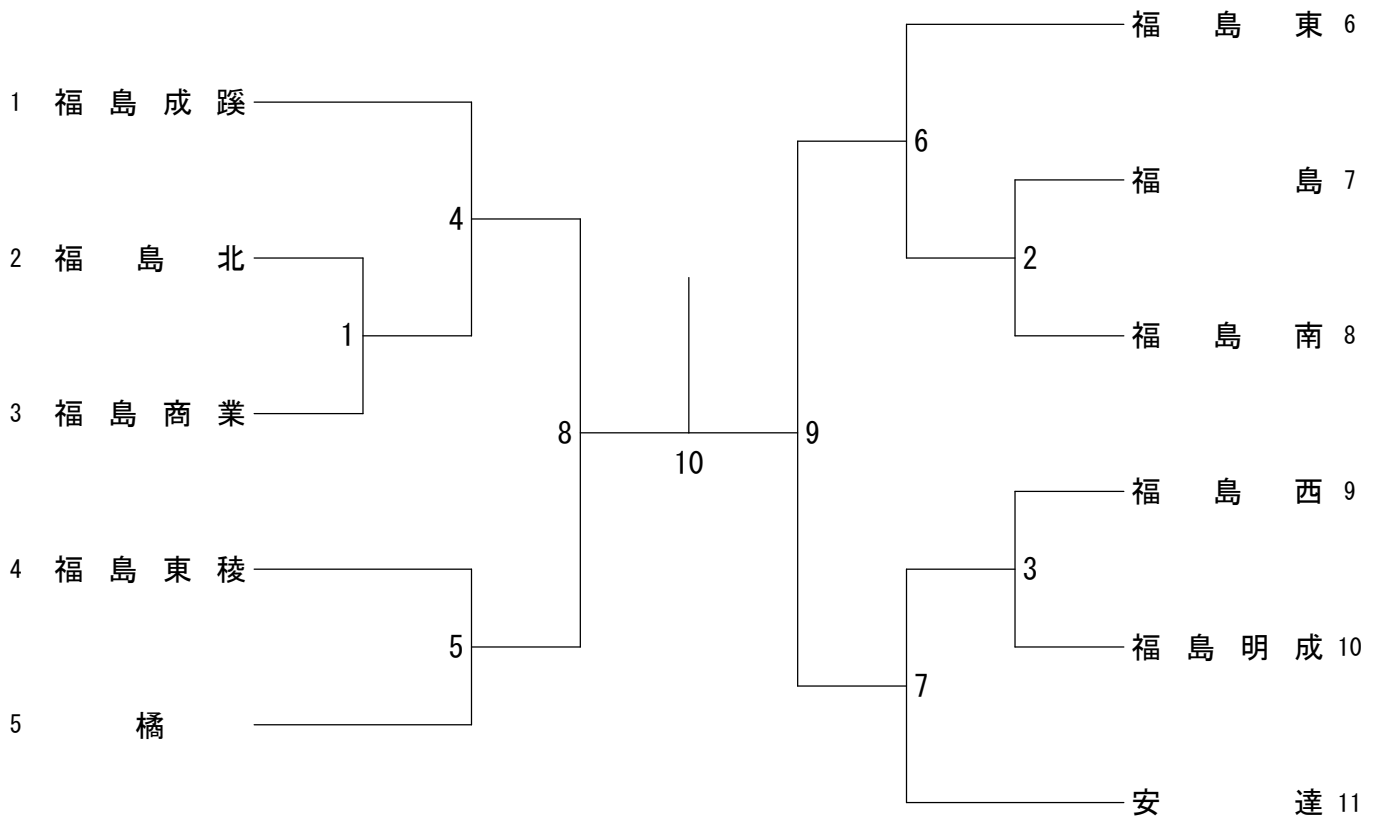 1 福島成蹊
2 福島北
3 福島商業
4 福島東稜
5 橘
4
1
5
8
10
9
6
2
3
7
福島東 6
福島 7
福島南 8
福島西 9
福島明成 10
安達 11